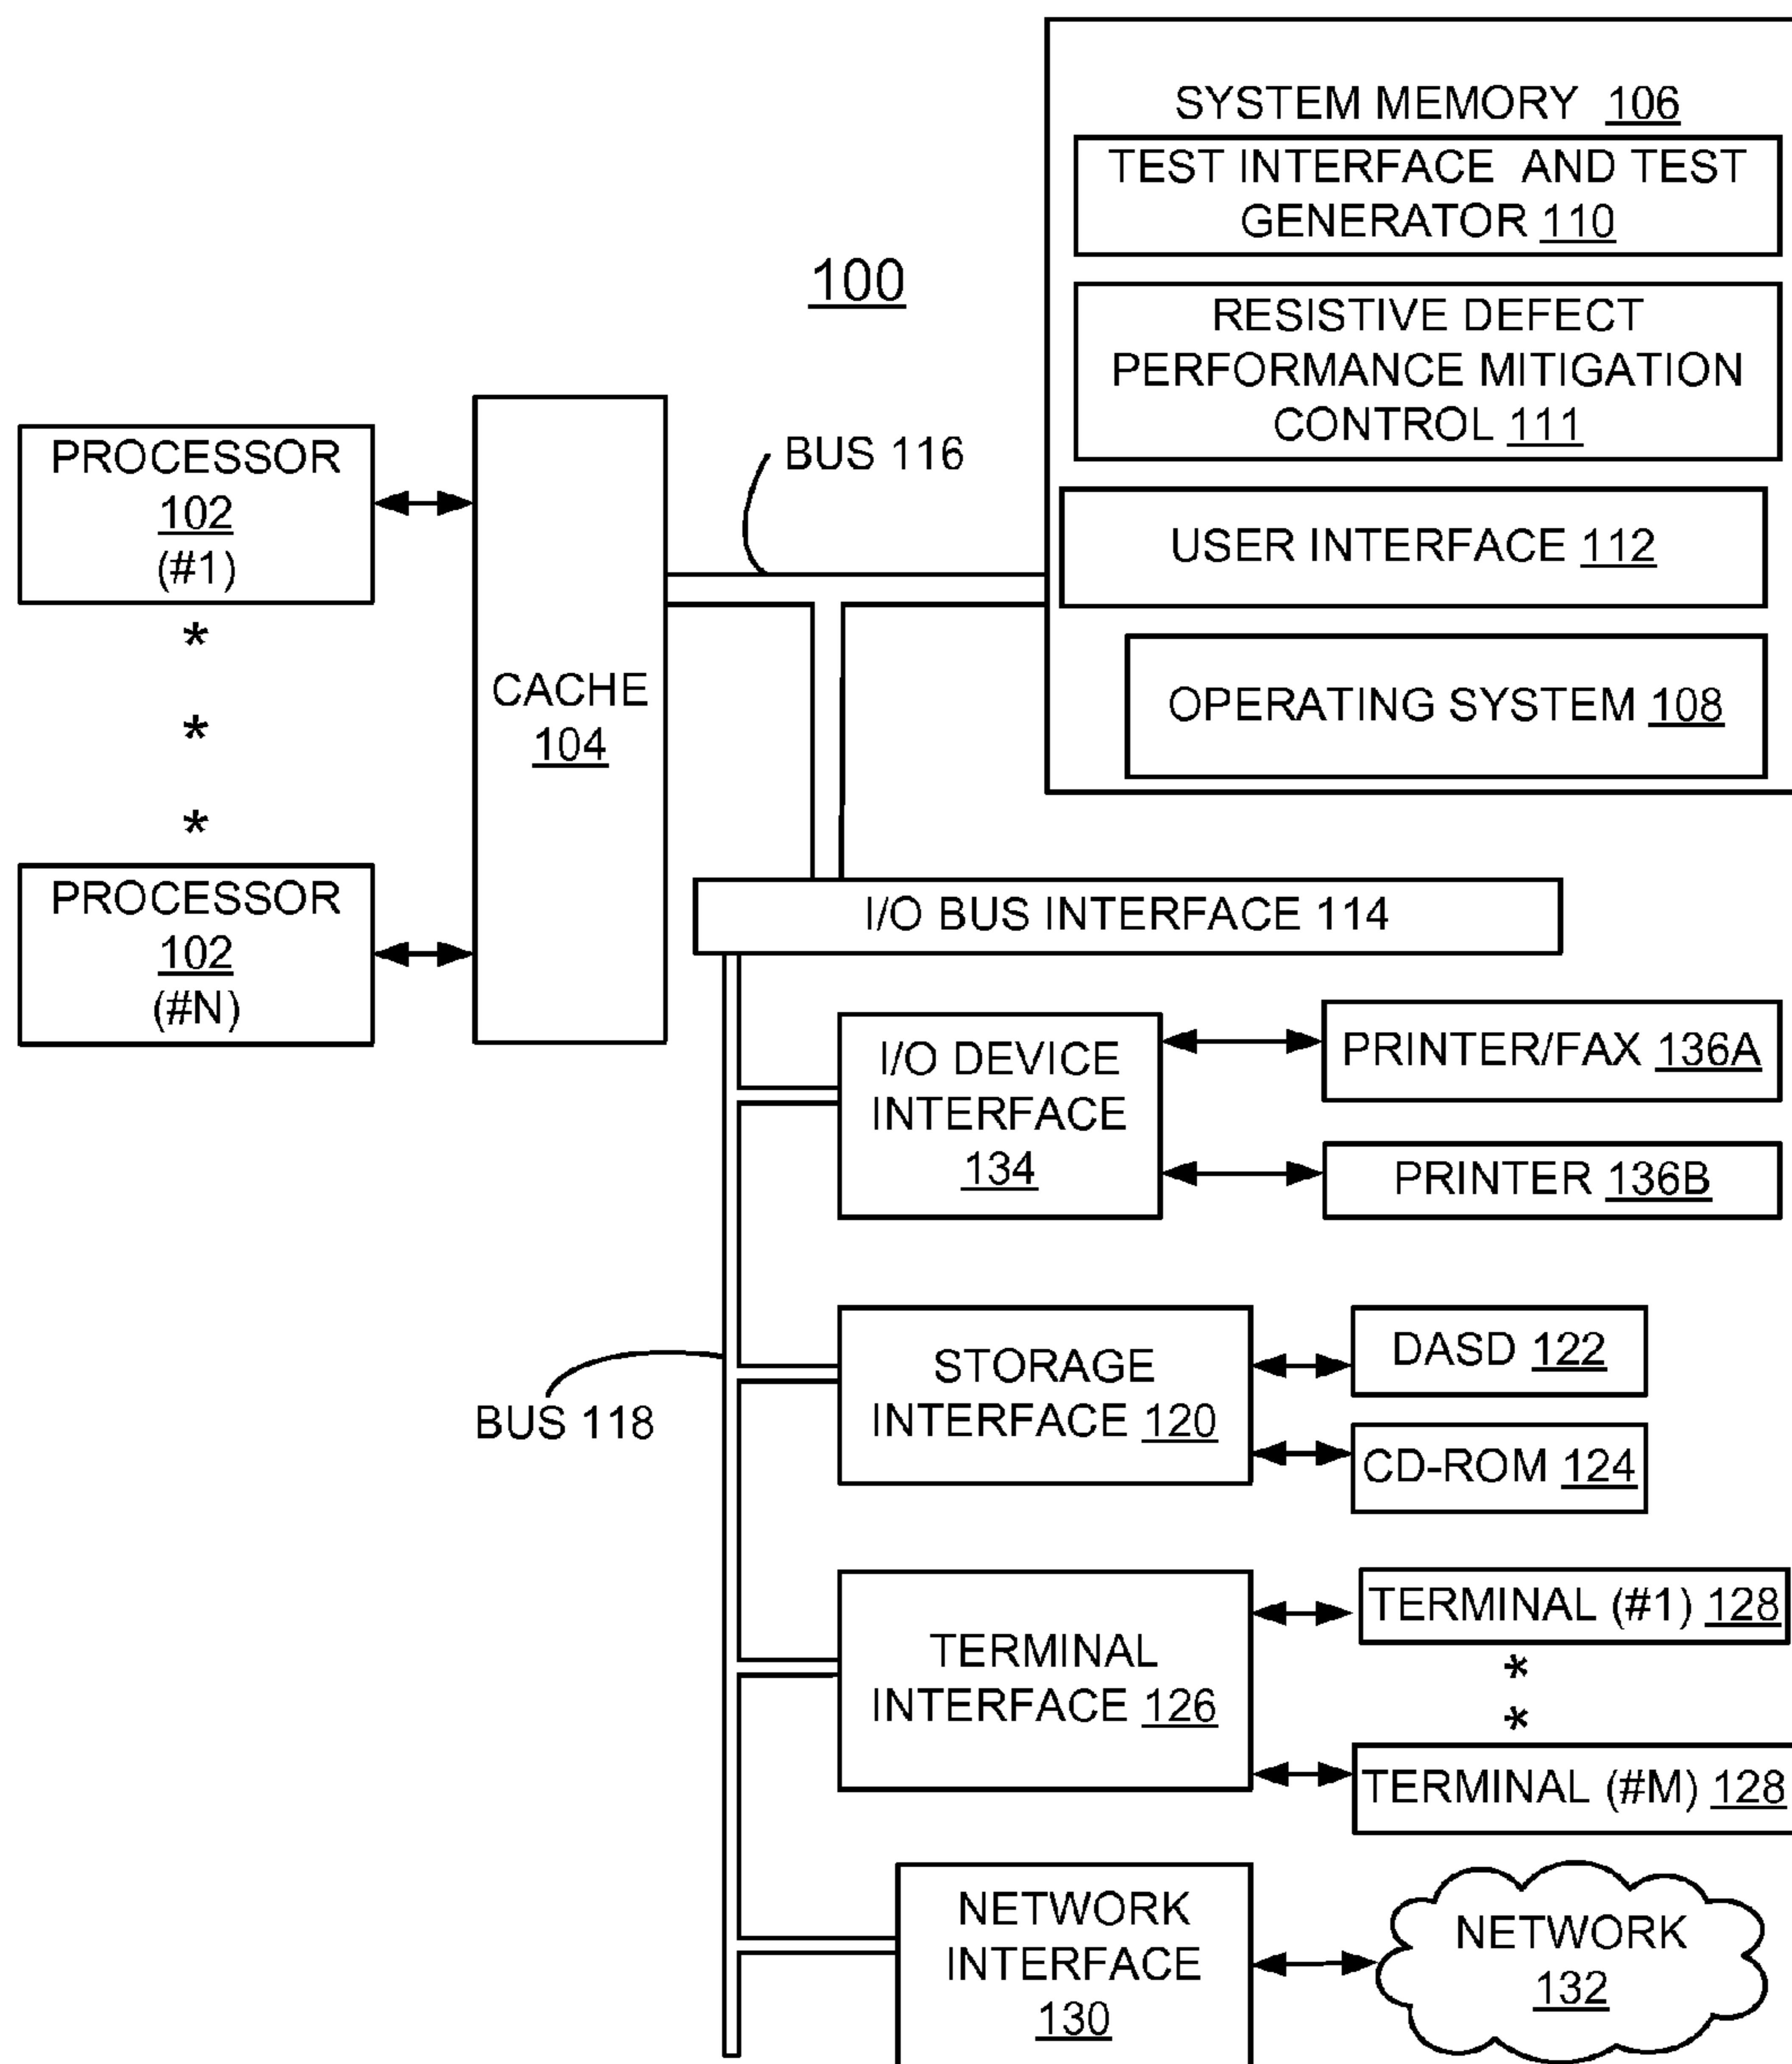 SYSTEM MEMORY 106
TEST INTERFACE AND TEST
GENERATOR 110
100
RESISTIVE DEFECT
PERFORMANCE MITIGATION
CONTROL 111
USER INTERFACE 112
OPERATING SYSTEM 108
BUS 116
PROCESSOR
102
(#1)
*
*
*
PROCESSOR
102
(#N)
CACHE
104
I/O BUS INTERFACE 114
I/O DEVICE
INTERFACE
134
PRINTER/FAX 136A
PRINTER 136B
BUS 118
STORAGE
INTERFACE 120
DASD 122
CD-ROM 124
TERMINAL
INTERFACE 126
TERMINAL (#1) 128
*
*
TERMINAL (#M) 128
NETWORK
INTERFACE
130
NETWORK
132